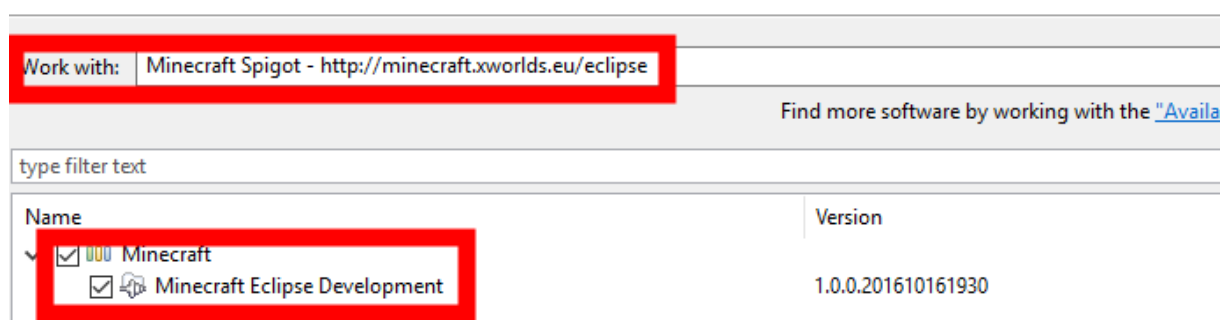 Work with: Minecraft Spigot - http://minecraft.xworlds.eu/eclipse
Find more software by working with the "Availa
type filter text
Name Version
Minecraft
Minecraft Eclipse Development 1.0.0.201610161930